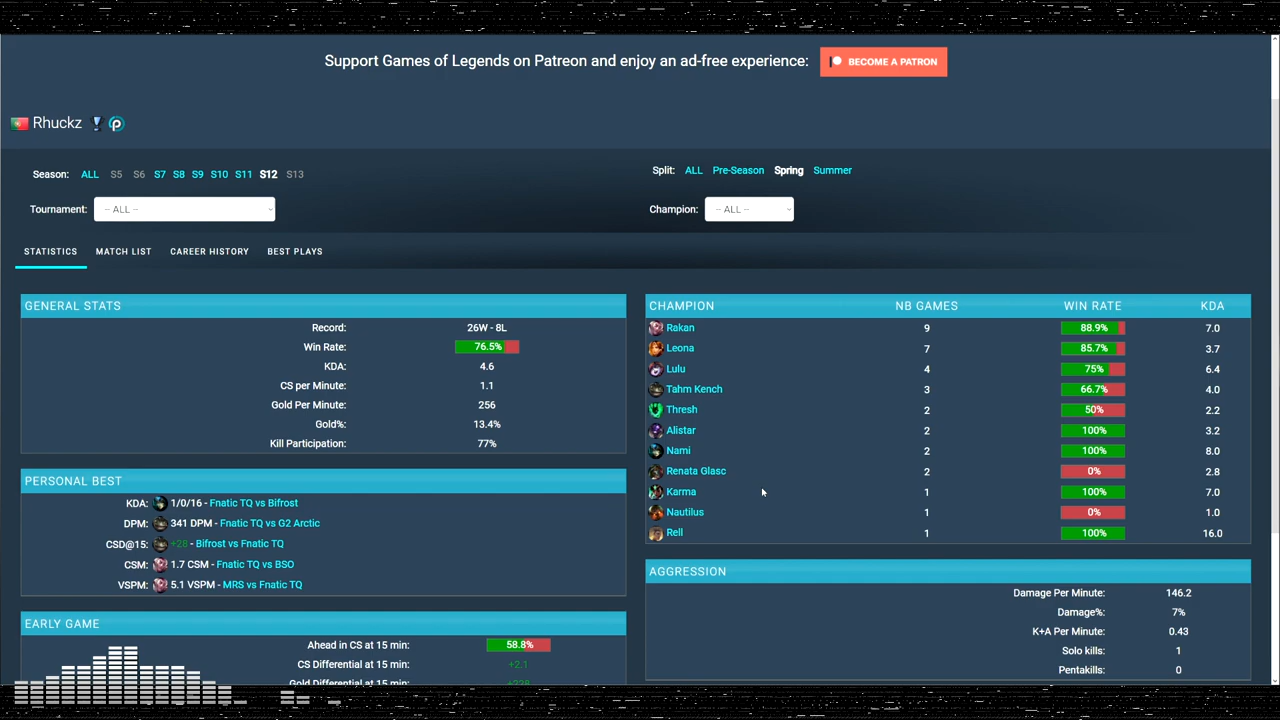 Support Games of Legends on Patreon and enjoy an ad-free experience: BECOME A PATRON
Rhuckz
Season: ALL S5 S6 S7 S8 S9 S10 S11 S12 S13
Split: ALL Pre-Season Spring Summer
Tournament: -- ALL --
Champion: -- ALL --
STATISTICS MATCH LIST CAREER HISTORY BEST PLAYS
GENERAL STATS
Record: 26W - 8L
Win Rate: 76.5%
KDA: 4.6
CS per Minute: 1.1
Gold Per Minute: 256
Gold%: 13.4%
Kill Participation: 77%
PERSONAL BEST
KDA: 1/0/16 - Fnatic TQ vs Bifrost
DPM: 341 DPM - Fnatic TQ vs G2 Arctic
CSD@15: +28 - Bifrost vs Fnatic TQ
CSM: 1.7 CSM - Fnatic TQ vs BSO
VSPM: 5.1 VSPM - MRS vs Fnatic TQ
EARLY GAME
Ahead in CS at 15 min: 58.8%
CS Differential at 15 min: +2.1
Gold Differential at 15 min: +228
CHAMPION NB GAMES WIN RATE KDA
Rakan 9 88.9% 7.0
Leona 7 85.7% 3.7
Lulu 4 75% 6.4
Tahm Kench 3 66.7% 4.0
Thresh 2 50% 2.2
Alistar 2 100% 3.2
Nami 2 100% 8.0
Renata Glasc 2 0% 2.8
Karma 1 100% 7.0
Nautilus 1 0% 1.0
Rell 1 100% 16.0
AGGRESSION
Damage Per Minute: 146.2
Damage%: 7%
K+A Per Minute: 0.43
Solo kills: 1
Pentakills: 0